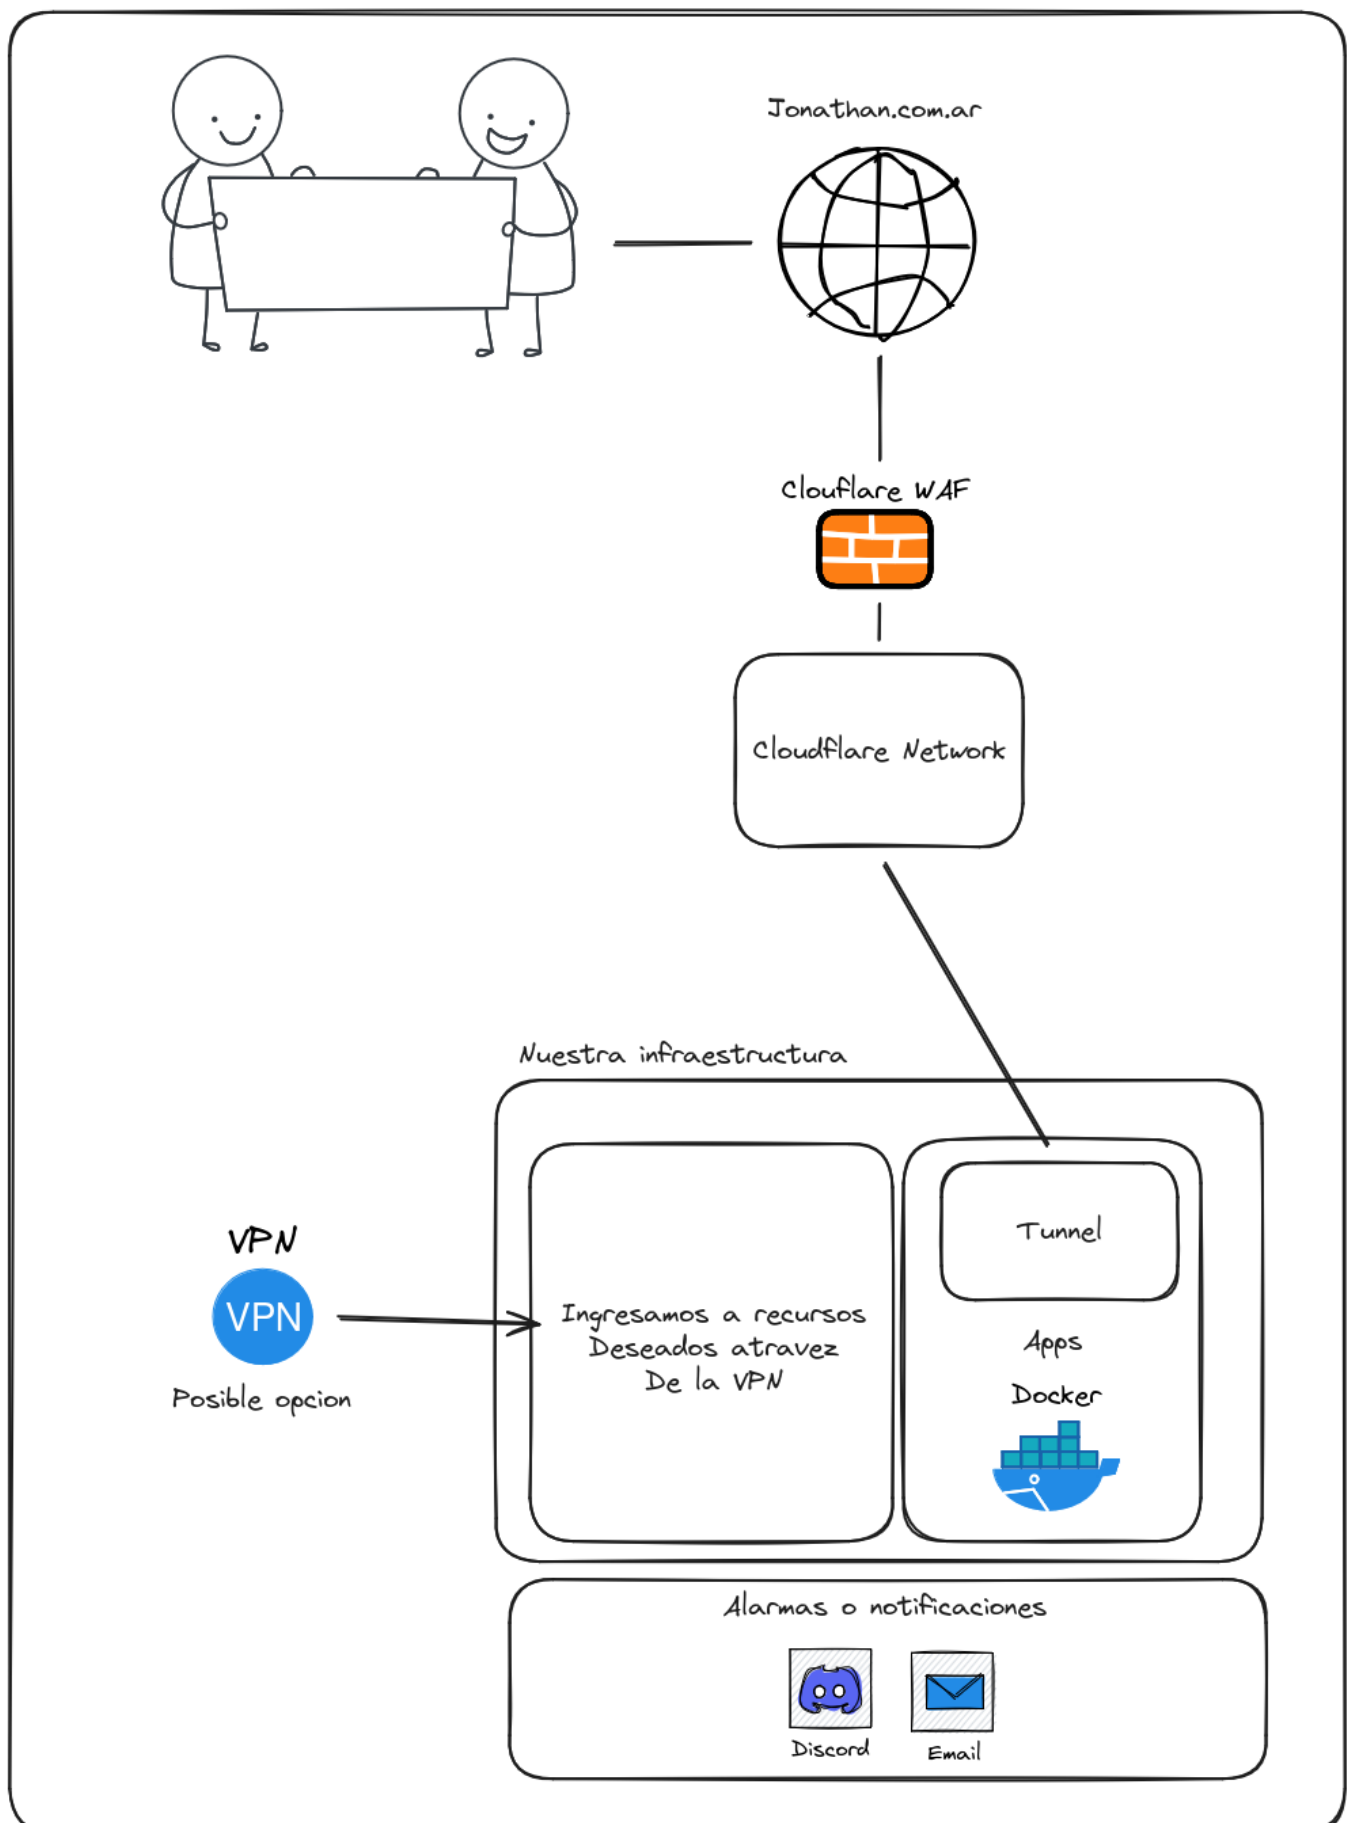 Jonathan.com.ar
Clouflare WAF
Cloudflare Network
Nuestra infraestructura
Tunnel
VPN
VPN
Posible opcion
Ingresamos a recursos
Deseados atravez
De la VPN
Apps
Docker
Alarmas o notificaciones
Discord
Email